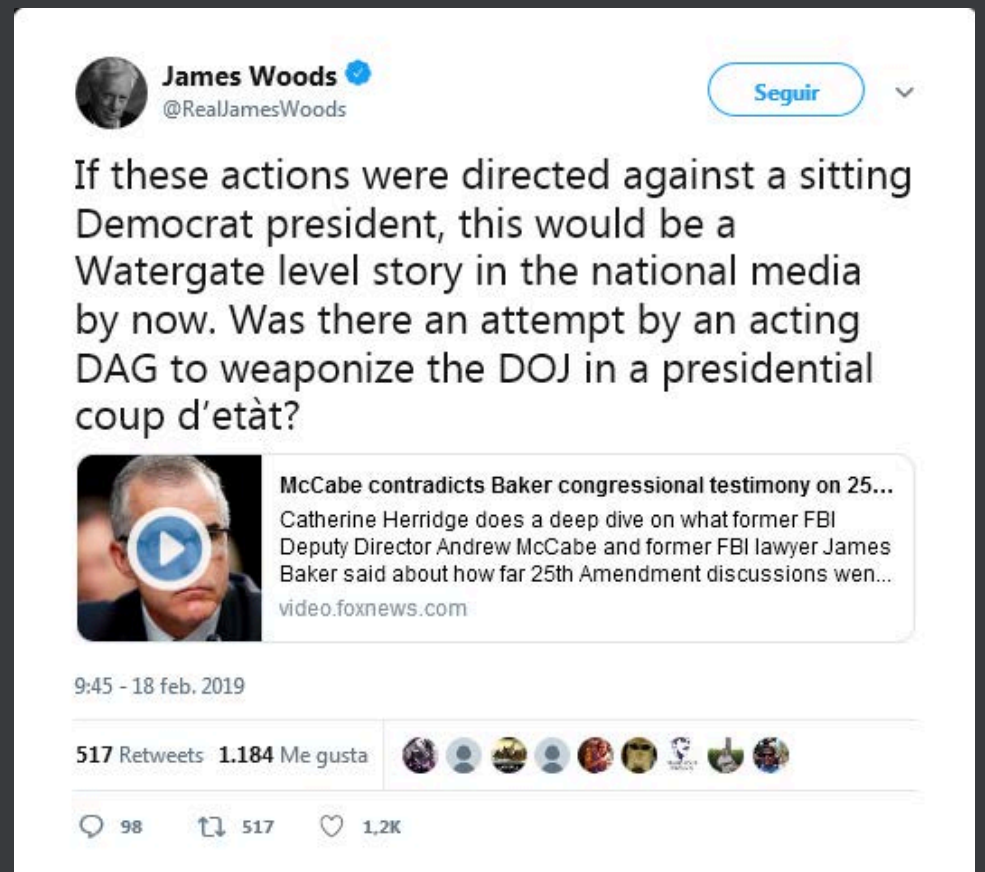 James Woods
@RealJamesWoods
Seguir
If these actions were directed against a sitting
Democrat president, this would be a
Watergate level story in the national media
by now. Was there an attempt by an acting
DAG to weaponize the DOJ in a presidential
coup d’etàt?
McCabe contradicts Baker congressional testimony on 25...
Catherine Herridge does a deep dive on what former FBI
Deputy Director Andrew McCabe and former FBI lawyer James
Baker said about how far 25th Amendment discussions wen...
video.foxnews.com
9:45 - 18 feb. 2019
517 Retweets 1.184 Me gusta
98 517 1,2K